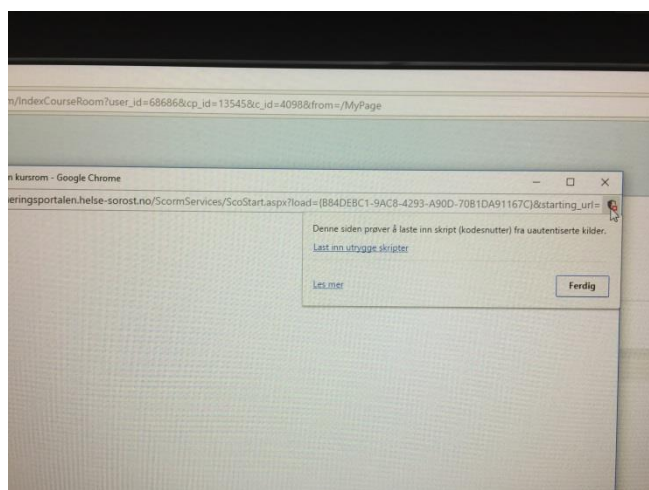 m/IndexCourseRoom?user_id=68686&cp_id=13545&c_id=4098&from=/MyPage
n kursrom - Google Chrome
eringsportalen.helse-sorost.no/ScormServices/ScoStart.aspx?load={B84DEBC1-9AC8-4293-A90D-70B1DA91167C}&starting_url=
Denne siden prøver å laste inn skript (kodesnutter) fra uautentiserte kilder.
Last inn utrygge skripter
Les mer
Ferdig